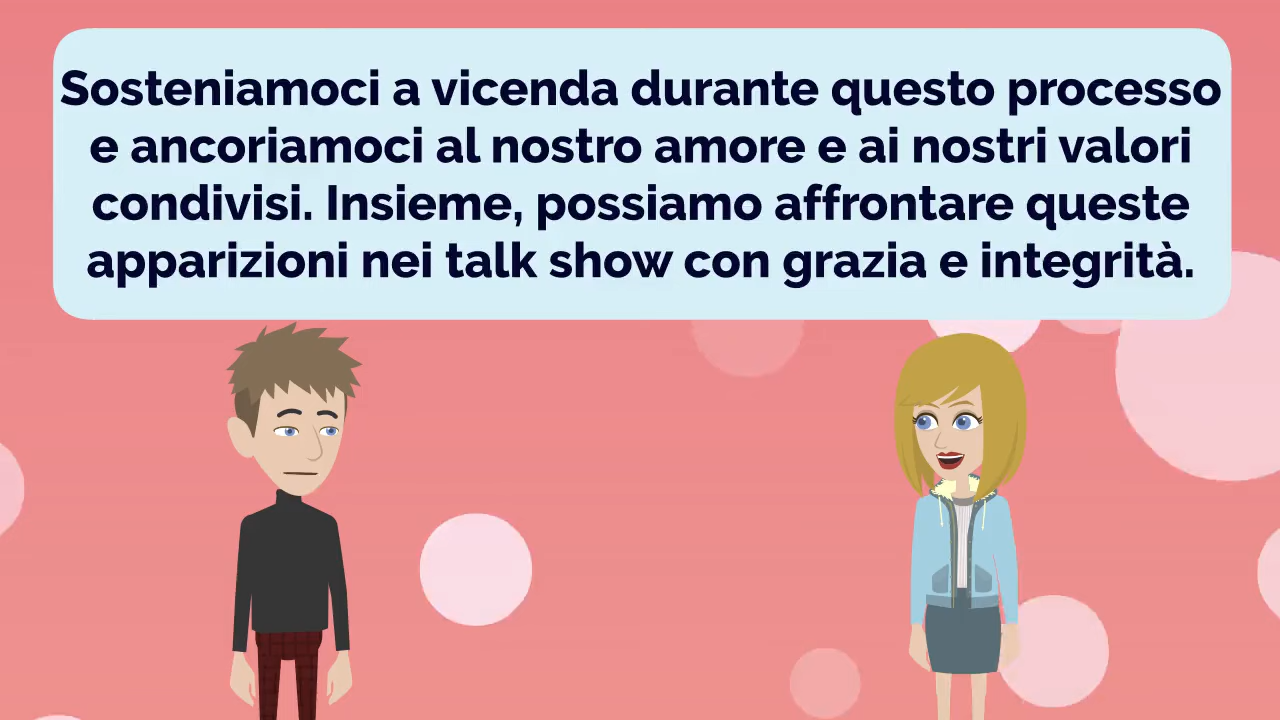 Sosteniamoci a vicenda durante questo processo
e ancoriamoci al nostro amore e ai nostri valori
condivisi. Insieme, possiamo affrontare queste
apparizioni nei talk show con grazia e integrità.